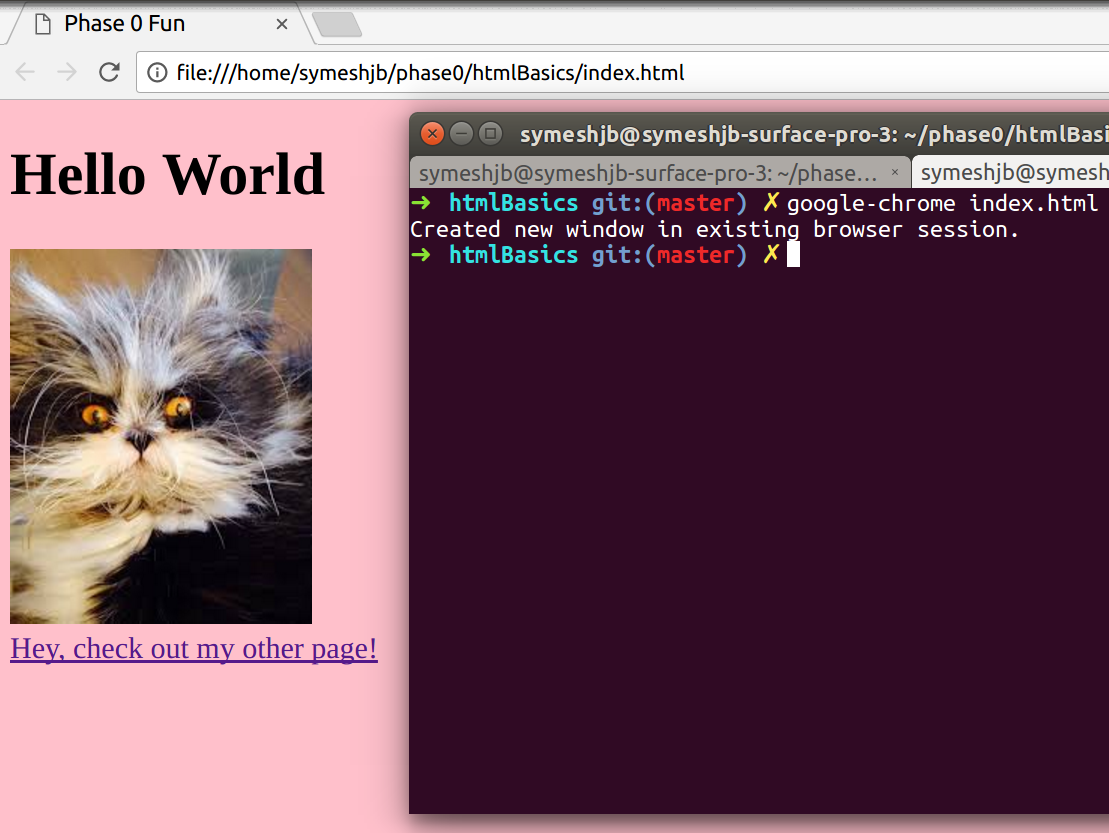 Phase 0 Fun
file:///home/symeshjb/phase0/htmlBasics/index.html
Hello World
Hey, check out my other page!
symeshjb@symeshjb-surface-pro-3: ~/phase0/htmlBasi
symeshjb@symeshjb-surface-pro-3: ~/phase... × symeshjb@symesh
➜ htmlBasics git:(master) ✗ google-chrome index.html
Created new window in existing browser session.
➜ htmlBasics git:(master) ✗